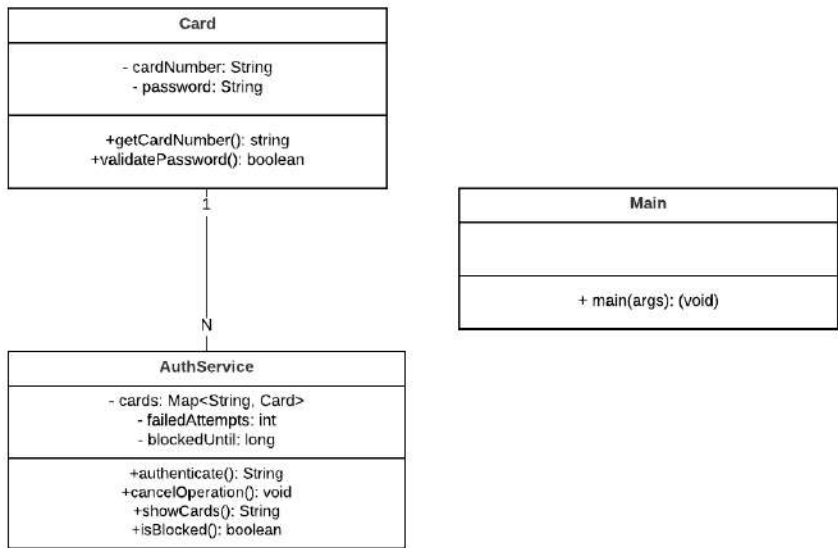 Card
- cardNumber: String
- password: String
+getCardNumber(): string
+validatePassword(): boolean
1
N
AuthService
- cards: Map<String, Card>
- failedAttempts: int
- blockedUntil: long
+authenticate(): String
+cancelOperation(): void
+showCards(): String
+isBlocked(): boolean
Main
+ main(args): (void)